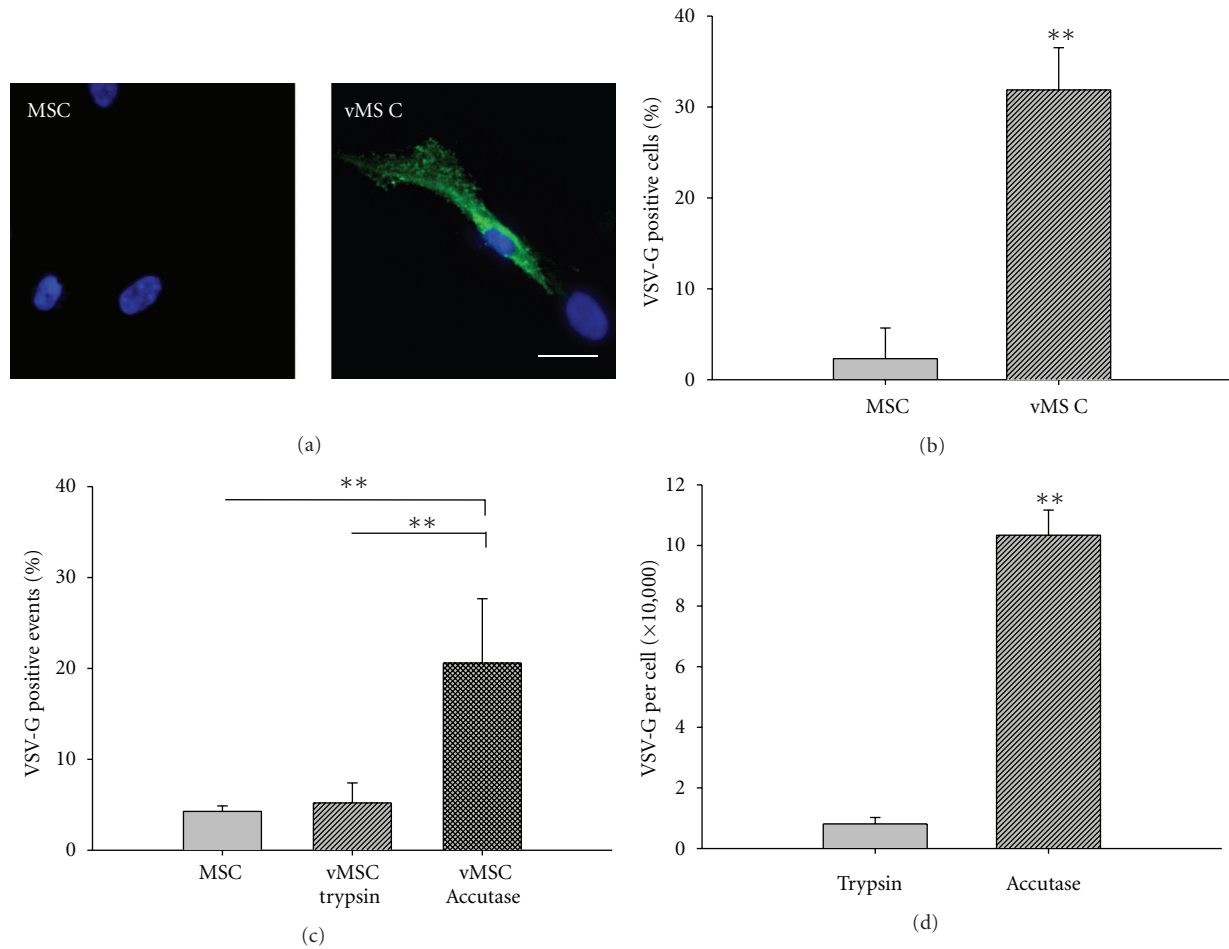 MSC
vMS C
(a)
40
30
20
10
0
VSV-G positive cells (%)
**
MSC
vMS C
(b)
40
30
20
10
0
VSV-G positive events (%)
**
**
MSC
vMSC
trypsin
vMSC
Accutase
(c)
12
10
8
6
4
2
0
VSV-G per cell (×10,000)
**
Trypsin
Accutase
(d)